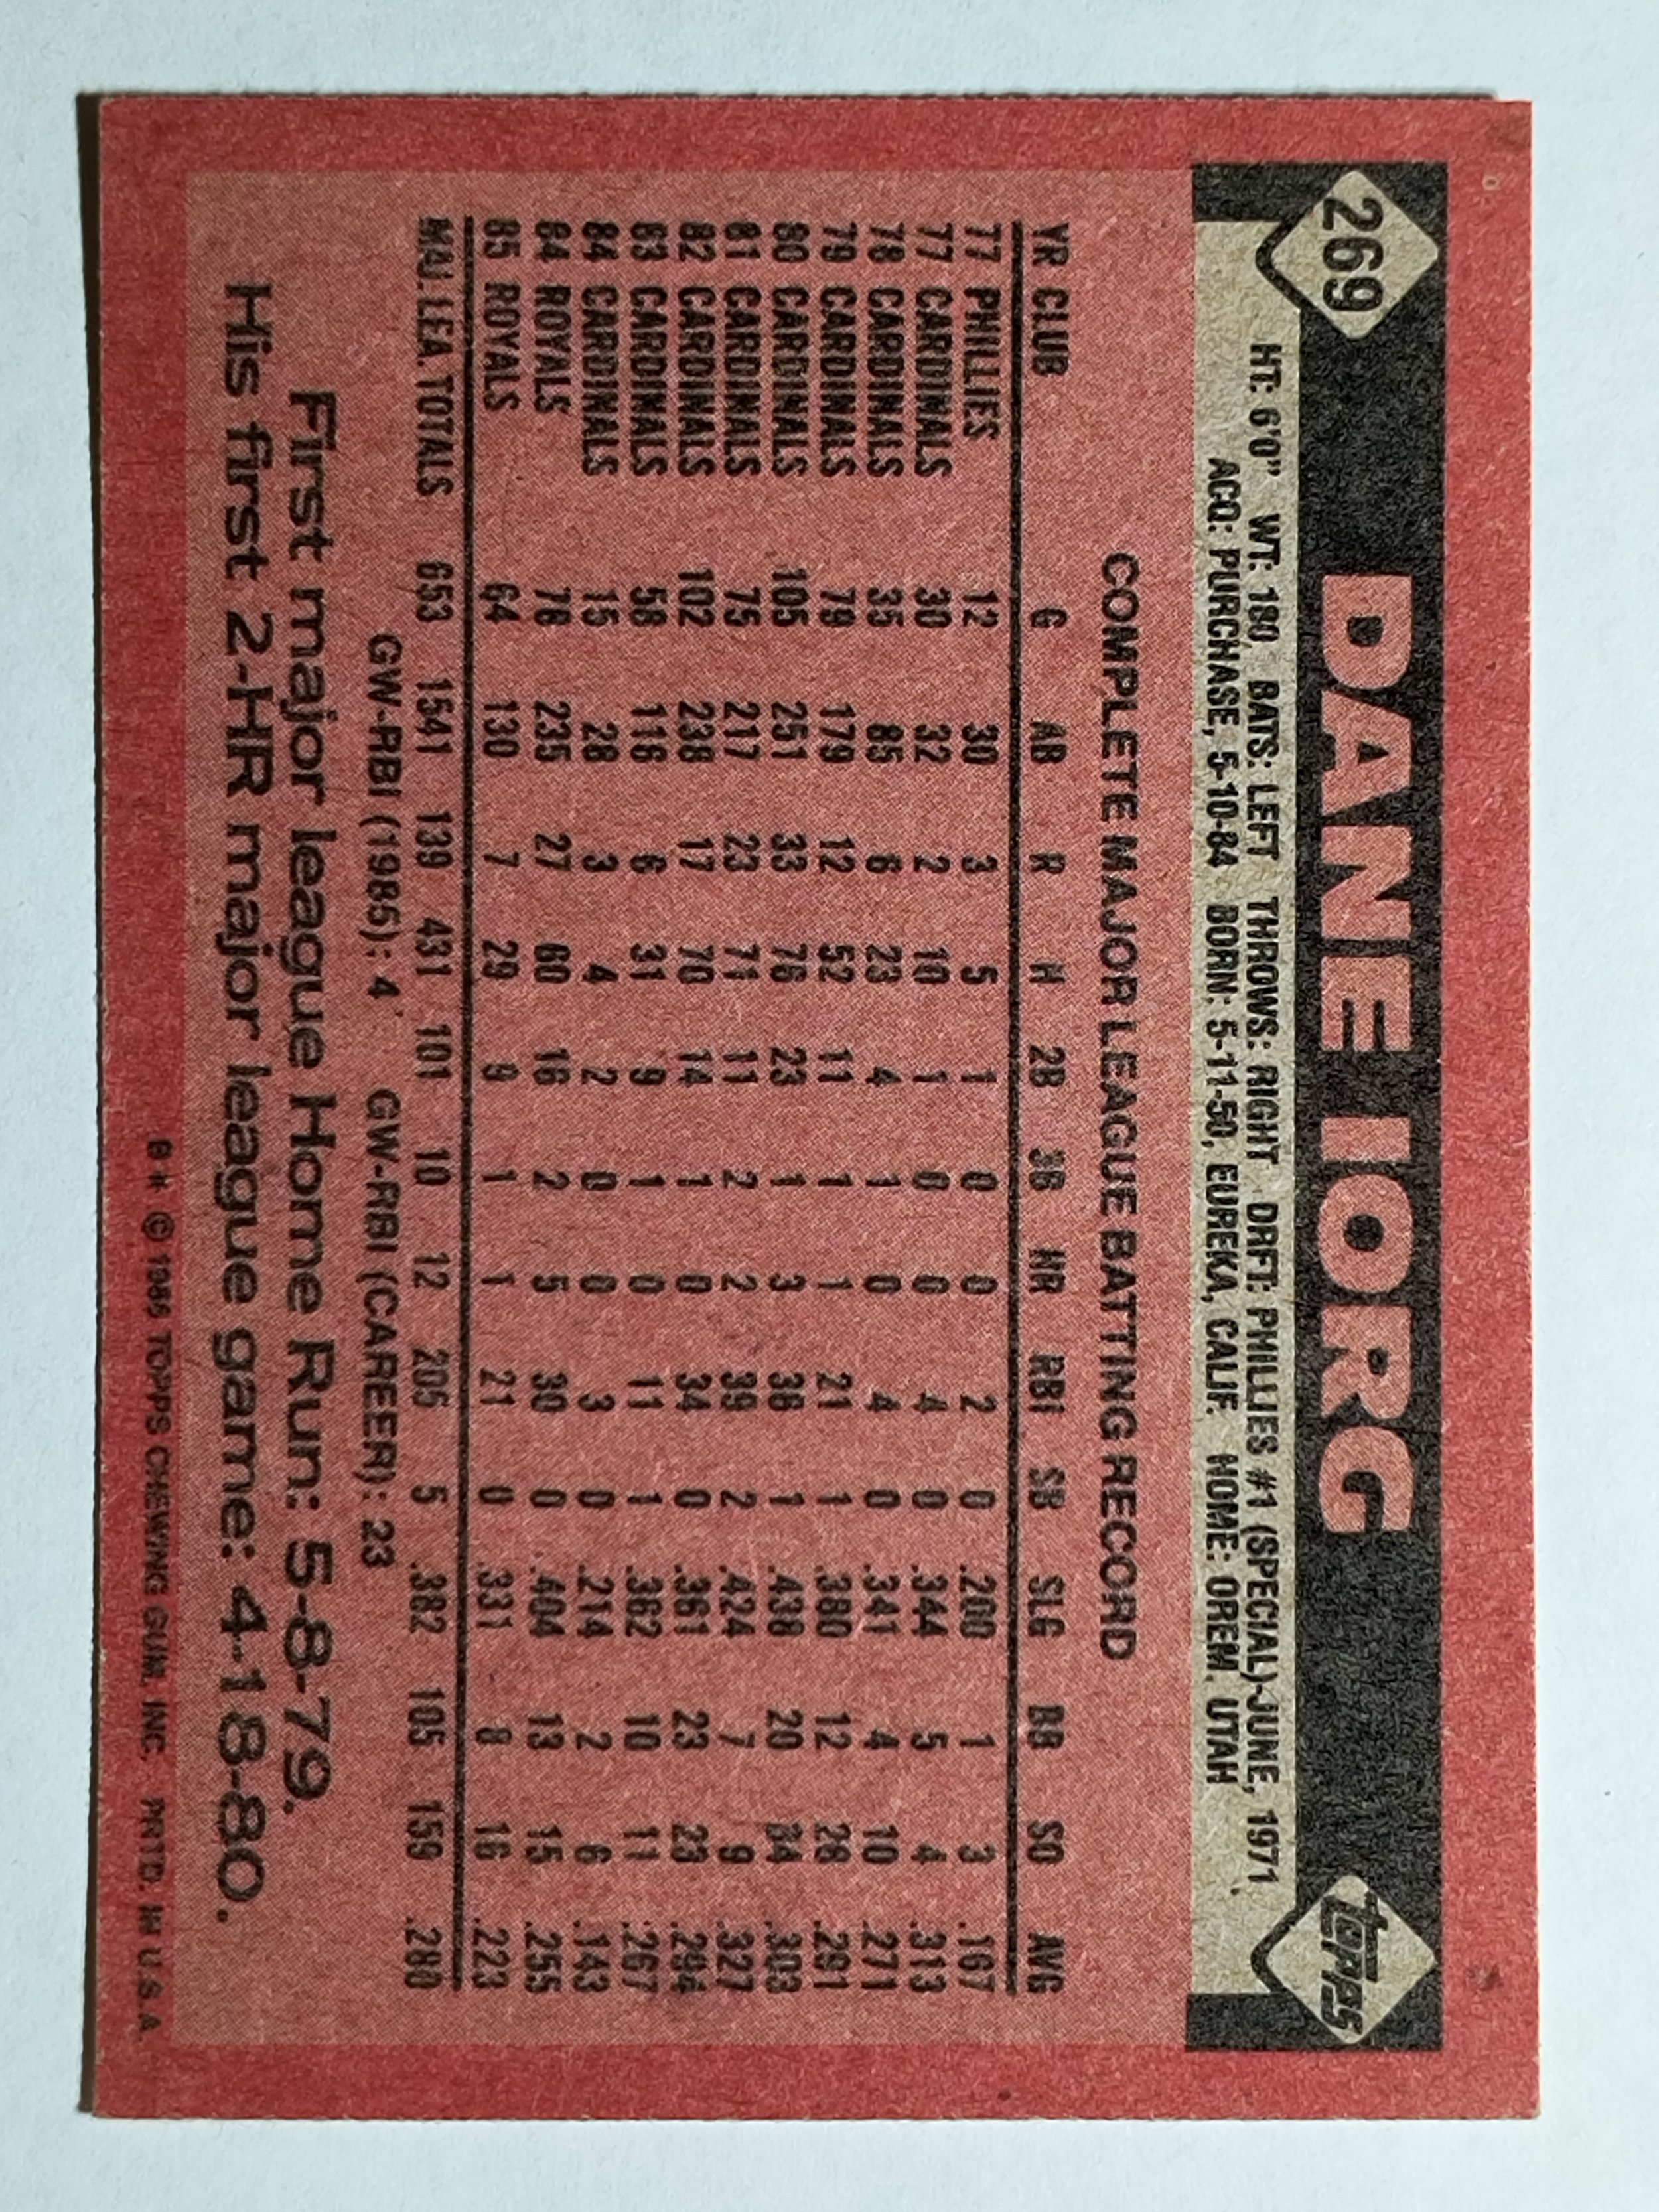 269 DANE IORG topps
HT: 6'0" WT: 180 BATS: LEFT THROWS: RIGHT DRFT: PHILLIES #1 (SPECIAL)-JUNE, 1971
ACQ: PURCHASE, 5-10-84 BORN: 5-11-50, EUREKA, CALIF. HOME: OREM, UTAH
COMPLETE MAJOR LEAGUE BATTING RECORD
YR CLUB G AB R H 2B 3B HR RBI SB SLG BB SO AVG
77 PHILLIES 12 30 3 5 1 0 0 2 0 .200 1 3 .167
77 CARDINALS 30 32 2 10 1 0 0 4 0 .344 5 4 .313
78 CARDINALS 35 85 6 23 4 1 0 4 0 .341 4 10 .271
79 CARDINALS 79 179 12 52 11 1 1 21 1 .380 12 28 .291
80 CARDINALS 105 251 33 76 23 1 3 36 1 .438 20 34 .303
81 CARDINALS 75 217 23 71 11 2 2 39 2 .424 7 9 .327
82 CARDINALS 102 238 17 70 14 1 0 34 0 .361 23 23 .294
83 CARDINALS 58 116 6 31 9 1 0 11 1 .362 10 11 .267
84 CARDINALS 15 28 3 4 2 0 0 3 0 .214 2 6 .143
84 ROYALS 78 235 27 60 16 2 5 30 0 .404 13 15 .255
85 ROYALS 64 130 7 29 9 1 1 21 0 .331 8 16 .223
MAJ. LEA. TOTALS 653 1541 139 431 101 10 12 205 5 .382 105 159 .280
GW-RBI (1985): 4 GW-RBI (CAREER): 23
First major league Home Run: 5-8-79.
His first 2-HR major league game: 4-18-80.
B* © 1986 TOPPS CHEWING GUM, INC. PRTD. IN U.S.A.